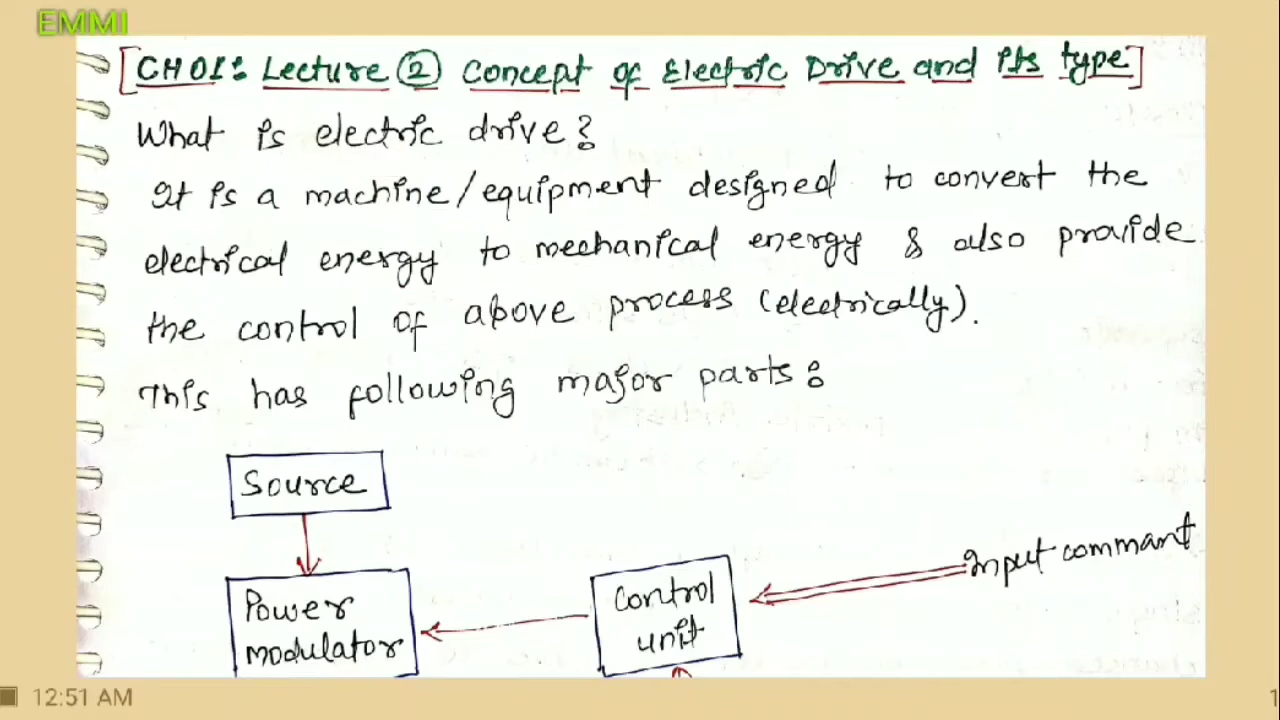 EMMI
[CH01: Lecture ② Concept of Electric Drive and its type]
What is electric drive?
It is a machine/equipment designed to convert the
electrical energy to mechanical energy & also provide
the control of above process (electrically).
This has following major parts:
Source
Input commant
Power
modulator
Control
unit
12:51 AM
1